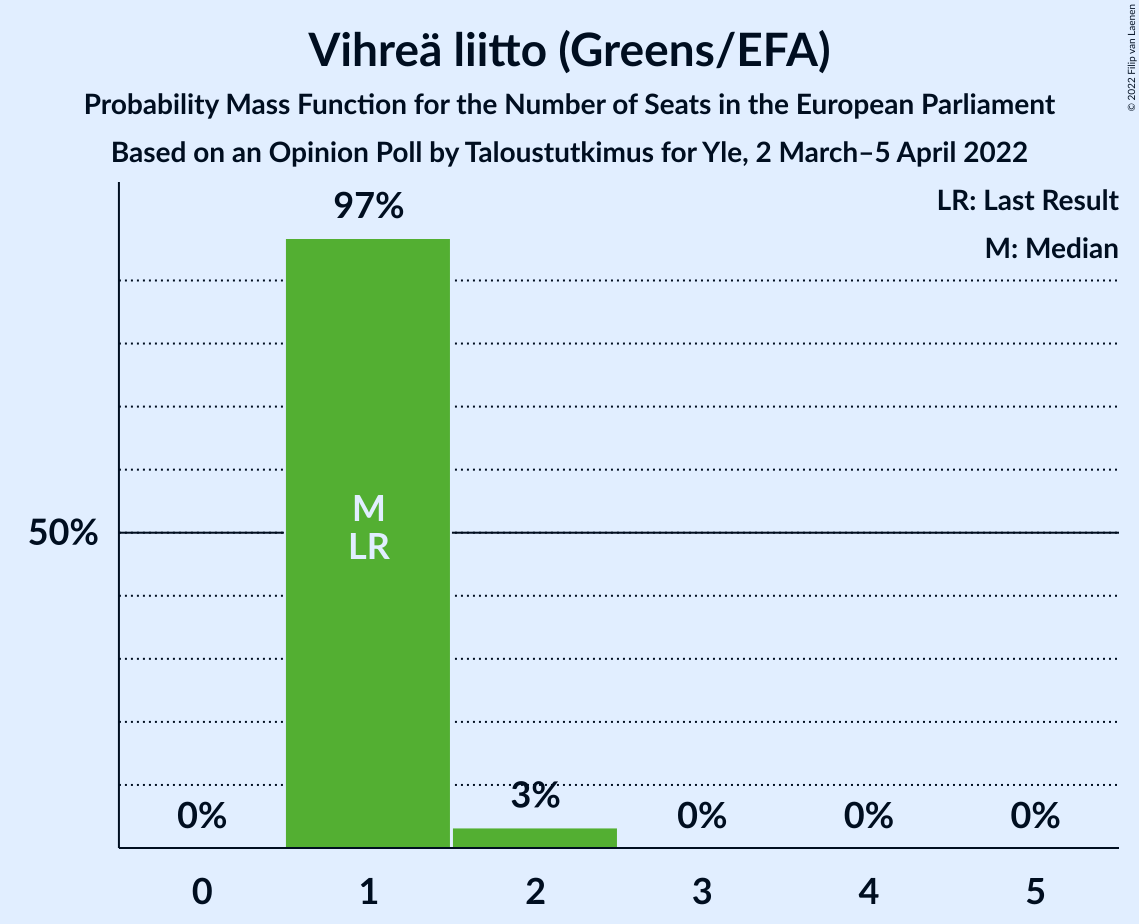 Vihreä liitto (Greens/EFA)
Probability Mass Function for the Number of Seats in the European Parliament
Based on an Opinion Poll by Taloustutkimus for Yle, 2 March–5 April 2022
© 2022 Filip van Laenen
LR: Last Result
M: Median
97%
50%
M
LR
0%
3%
0%
0%
0%
0
1
2
3
4
5